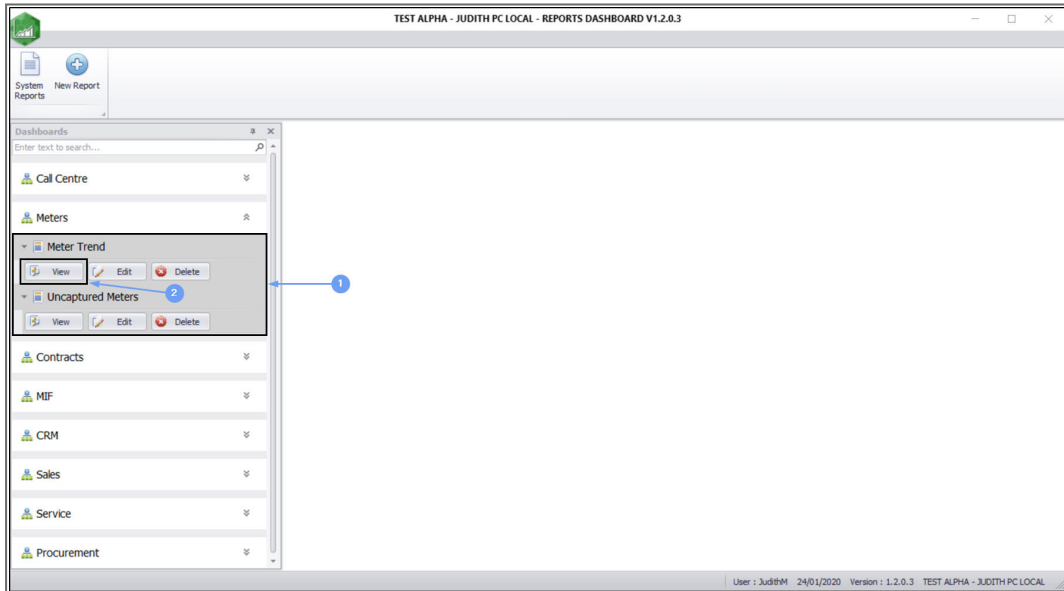 TEST ALPHA - JUDITH PC LOCAL - REPORTS DASHBOARD V1.2.0.3
System Reports
New Report
Dashboards
Enter text to search...
Call Centre
Meters
Meter Trend
View Edit Delete
1
2
Uncaptured Meters
View Edit Delete
Contracts
MIF
CRM
Sales
Service
Procurement
User : JudithM 24/01/2020 Version : 1.2.0.3 TEST ALPHA - JUDITH PC LOCAL